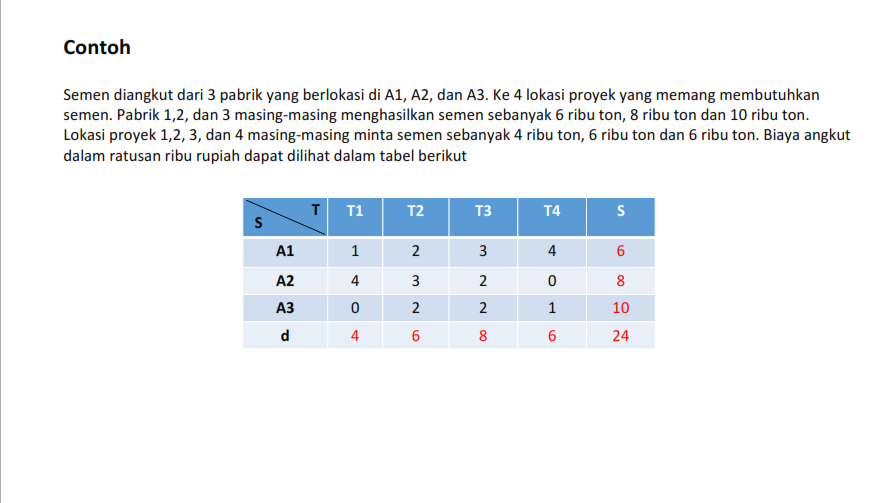 Contoh
Semen diangkut dari 3 pabrik yang berlokasi di A1, A2, dan A3. Ke 4 lokasi proyek yang memang membutuhkan
semen. Pabrik 1,2, dan 3 masing-masing menghasilkan semen sebanyak 6 ribu ton, 8 ribu ton dan 10 ribu ton.
Lokasi proyek 1,2, 3, dan 4 masing-masing minta semen sebanyak 4 ribu ton, 6 ribu ton dan 6 ribu ton. Biaya angkut
dalam ratusan ribu rupiah dapat dilihat dalam tabel berikut
S T T1 T2 T3 T4 S
A1 1 2 3 4 6
A2 4 3 2 0 8
A3 0 2 2 1 10
d 4 6 8 6 24